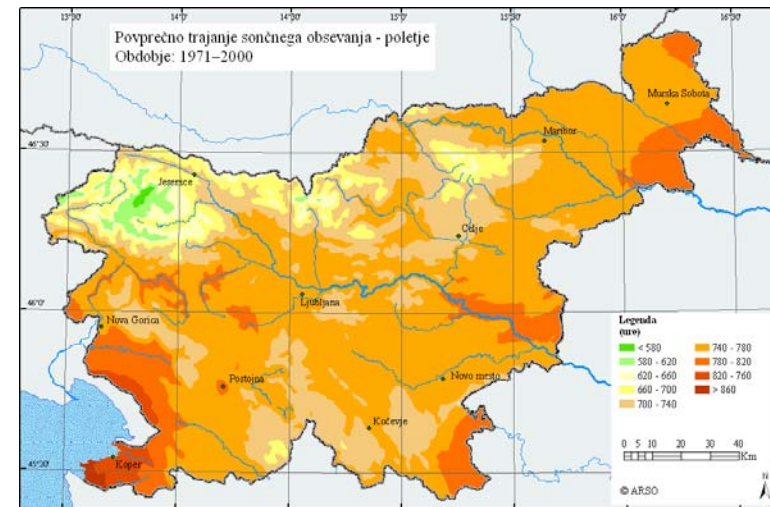 13°30' 14°0' 14°30' 15°0' 15°30' 16°0' 16°30'
Povprečno trajanje sončnega obsevanja - poletje
Obdobje: 1971–2000
Murska Sobota
Maribor
46°30'
Jesenice
Celje
46°0'
Ljubljana
Nova Gorica
Postojna
Novo mesto
Kočevje
45°30'
Koper
Legenda
(ure)
< 580 740 - 780
580 - 620 780 - 820
620 - 660 820 - 760
660 - 700 > 860
700 - 740
0 5 10 20 30 40
Km
N
© ARSO